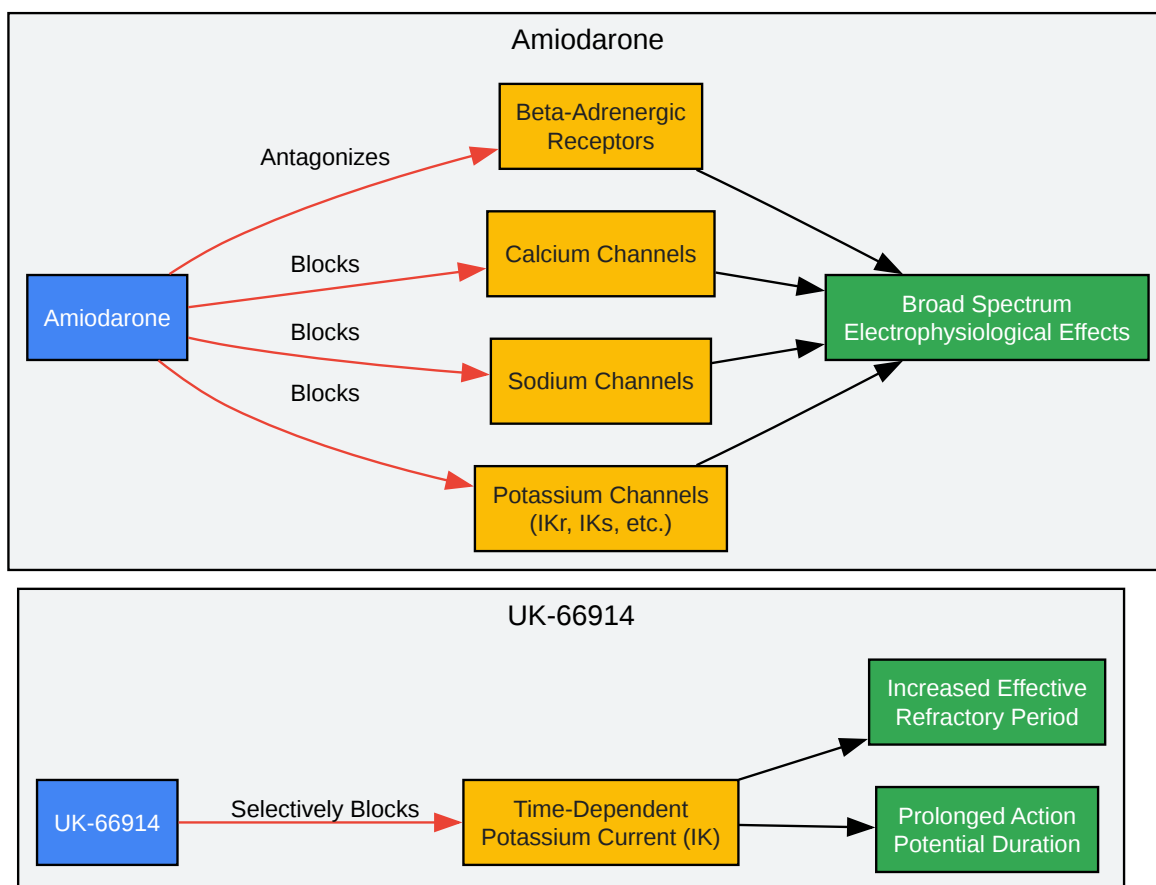 Amiodarone
Beta-Adrenergic
Receptors
Antagonizes
Calcium Channels
Blocks
Amiodarone
Broad Spectrum
Electrophysiological Effects
Blocks
Sodium Channels
Blocks
Potassium Channels
(IKr, IKs, etc.)
UK-66914
Increased Effective
Refractory Period
UK-66914
Selectively Blocks
Time-Dependent
Potassium Current (IK)
Prolonged Action
Potential Duration